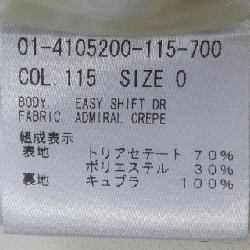 01-4105200-115-700
COL. 115 SIZE 0
BODY EASY SHIFT DR
FABRIC ADMIRAL CREPE
組成表示
表地 トリアセテート 70%
ポリエステル 30%
裏地 キュプラ 100%